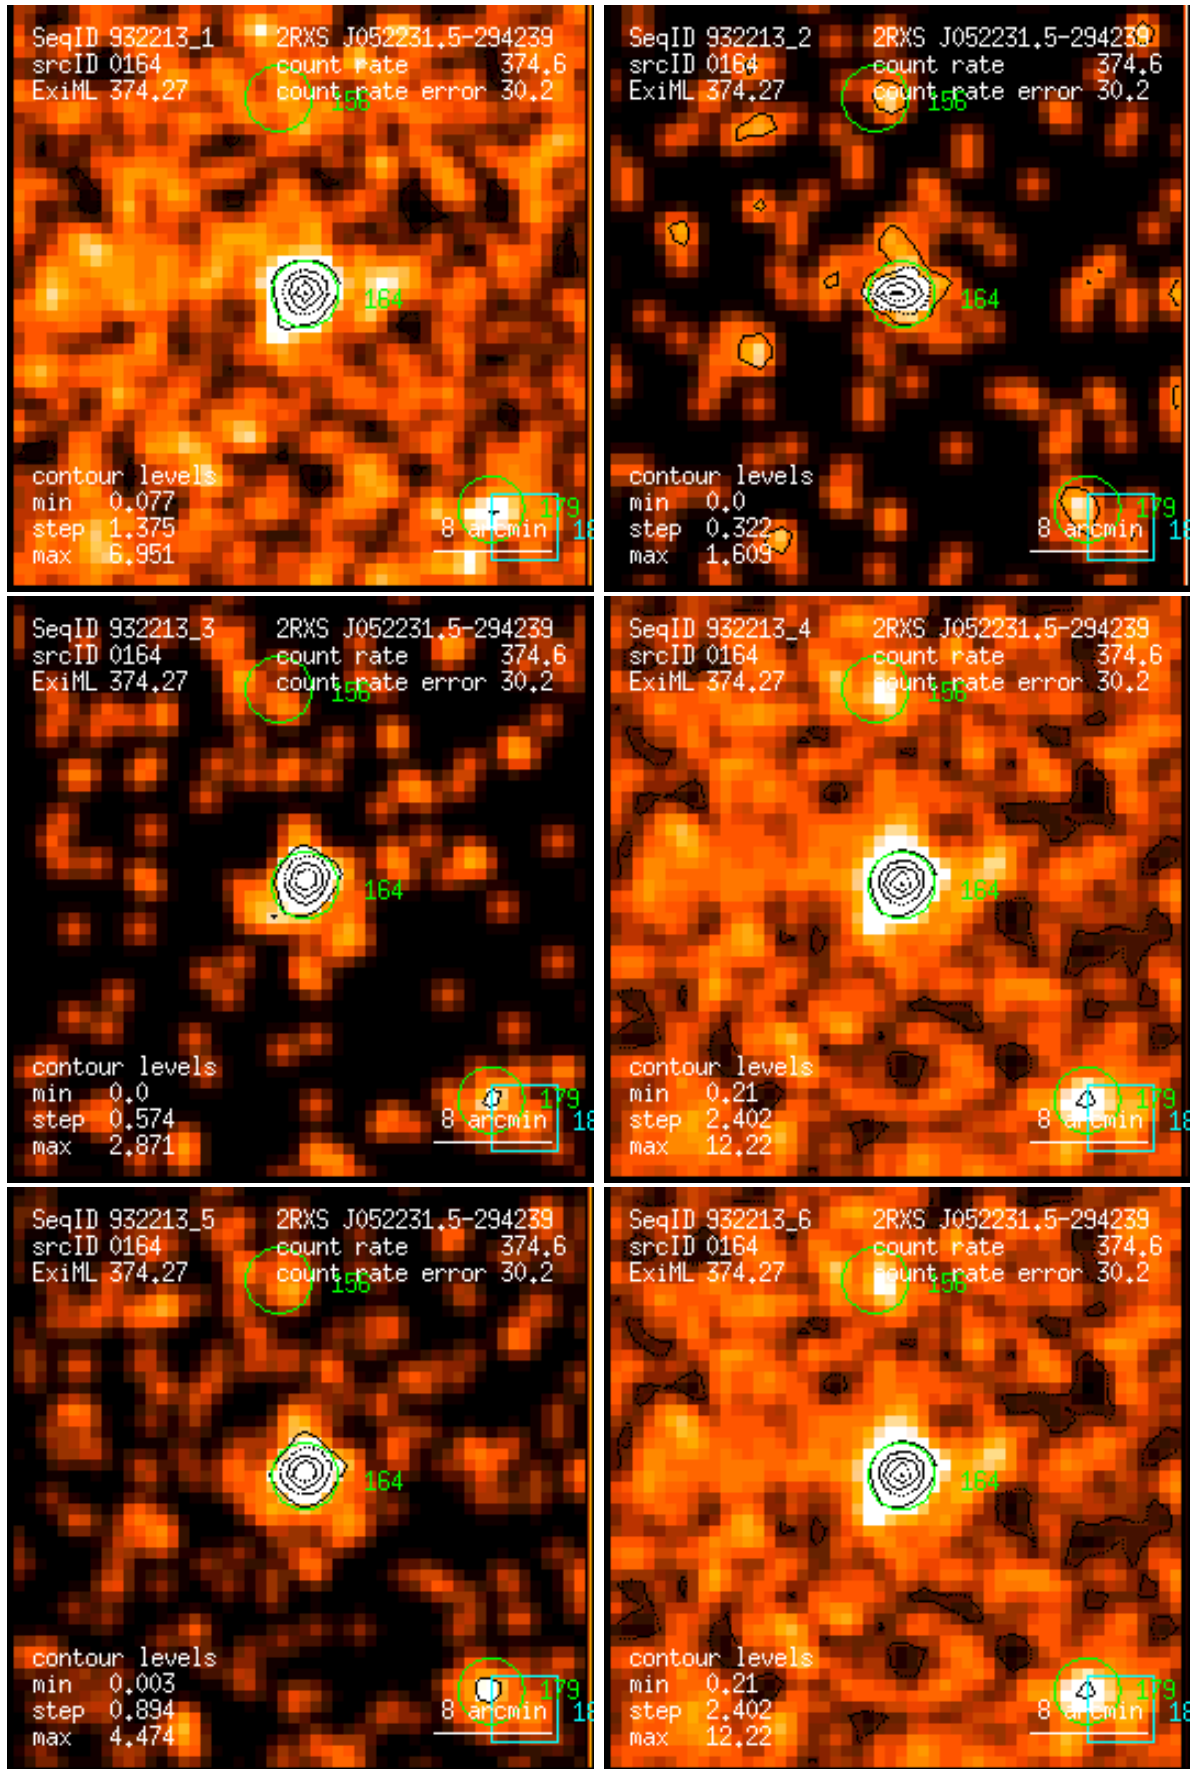 SeqID 932213_1 2RXS J052231.5-294239
srcID 0164 count rate 374.6
ExiML 374.27 count rate error 30.2
156
164
contour levels
min 0.077
step 1.375
max 6.951
179
8 arcmin 18
SeqID 932213_2 2RXS J052231.5-294239
srcID 0164 count rate 374.6
ExiML 374.27 count rate error 30.2
156
164
contour levels
min 0.0
step 0.322
max 1.609
179
8 arcmin 18
SeqID 932213_3 2RXS J052231.5-294239
srcID 0164 count rate 374.6
ExiML 374.27 count rate error 30.2
156
164
contour levels
min 0.0
step 0.574
max 2.871
179
8 arcmin 18
SeqID 932213_4 2RXS J052231.5-294239
srcID 0164 count rate 374.6
ExiML 374.27 count rate error 30.2
156
164
contour levels
min 0.21
step 2.402
max 12.22
179
8 arcmin 18
SeqID 932213_5 2RXS J052231.5-294239
srcID 0164 count rate 374.6
ExiML 374.27 count rate error 30.2
156
164
contour levels
min 0.003
step 0.894
max 4.474
179
8 arcmin 18
SeqID 932213_6 2RXS J052231.5-294239
srcID 0164 count rate 374.6
ExiML 374.27 count rate error 30.2
156
164
contour levels
min 0.21
step 2.402
max 12.22
179
8 arcmin 18